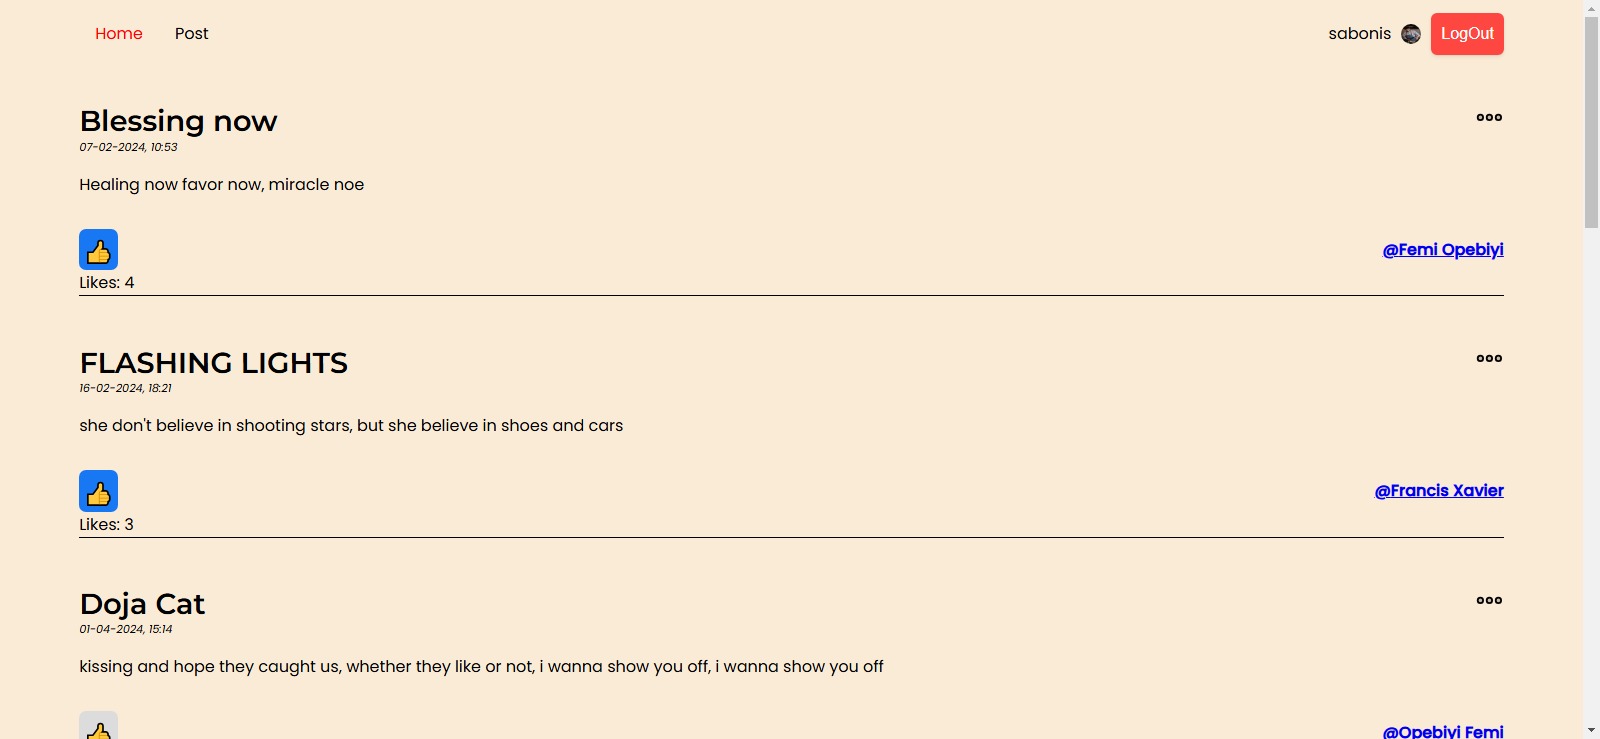 Home Post sabonis LogOut
Blessing now
07-02-2024, 10:53
Healing now favor now, miracle noe
@Femi Opebiyi
Likes: 4
FLASHING LIGHTS
16-02-2024, 18:21
she don't believe in shooting stars, but she believe in shoes and cars
@Francis Xavier
Likes: 3
Doja Cat
01-04-2024, 15:14
kissing and hope they caught us, whether they like or not, i wanna show you off, i wanna show you off
@Opebiyi Femi